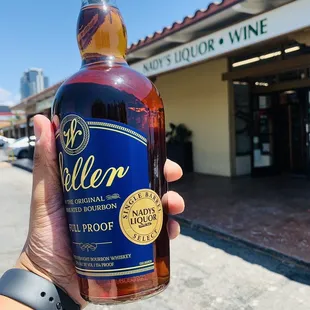 NADY'S LIQUOR • WINE
W
Weller
THE ORIGINAL
WHEATED BOURBON
FULL PROOF
SINGLE BARREL
NADY'S
LIQUOR
SELECT